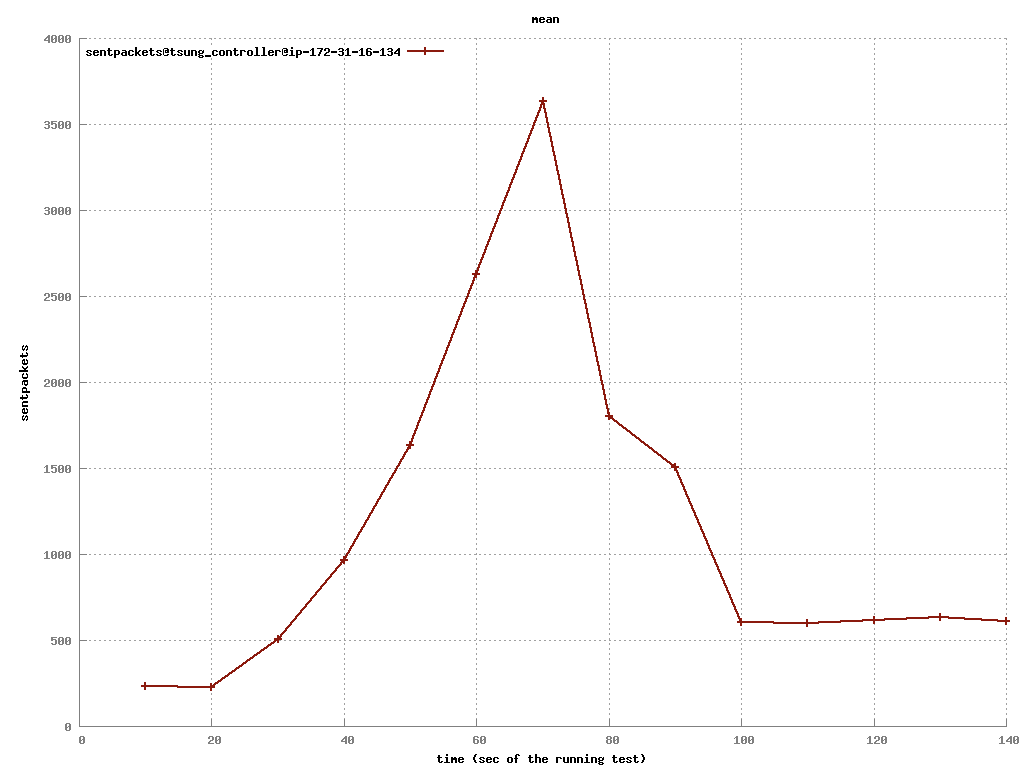 mean
sentpackets@tsung_controller@ip-172-31-16-134
4000
3500
3000
2500
2000
1500
1000
500
0
sentpackets
0 20 40 60 80 100 120 140
time (sec of the running test)